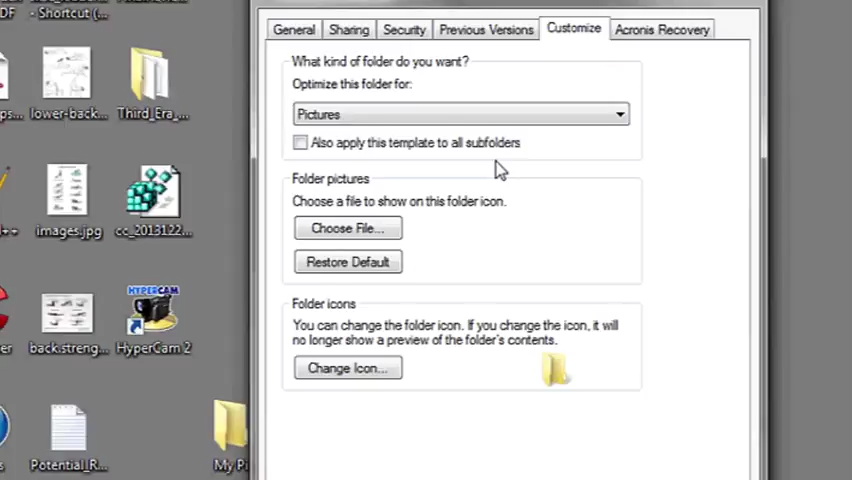 - Shortcut (...
DF
General
Sharing
Security
Previous Versions
Customize
Acronis Recovery
What kind of folder do you want?
Optimize this folder for:
Pictures
Also apply this template to all subfolders
Folder pictures
Choose a file to show on this folder icon.
Choose File...
Restore Default
Folder icons
You can change the folder icon. If you change the icon, it will
no longer show a preview of the folder's contents.
Change Icon...
ps...
lower-back...
Third_Era_...
++
images.jpg
cc_2013122...
HYPERCAM
er
back.streng...
HyperCam 2
s
Potential_R...
My Pi